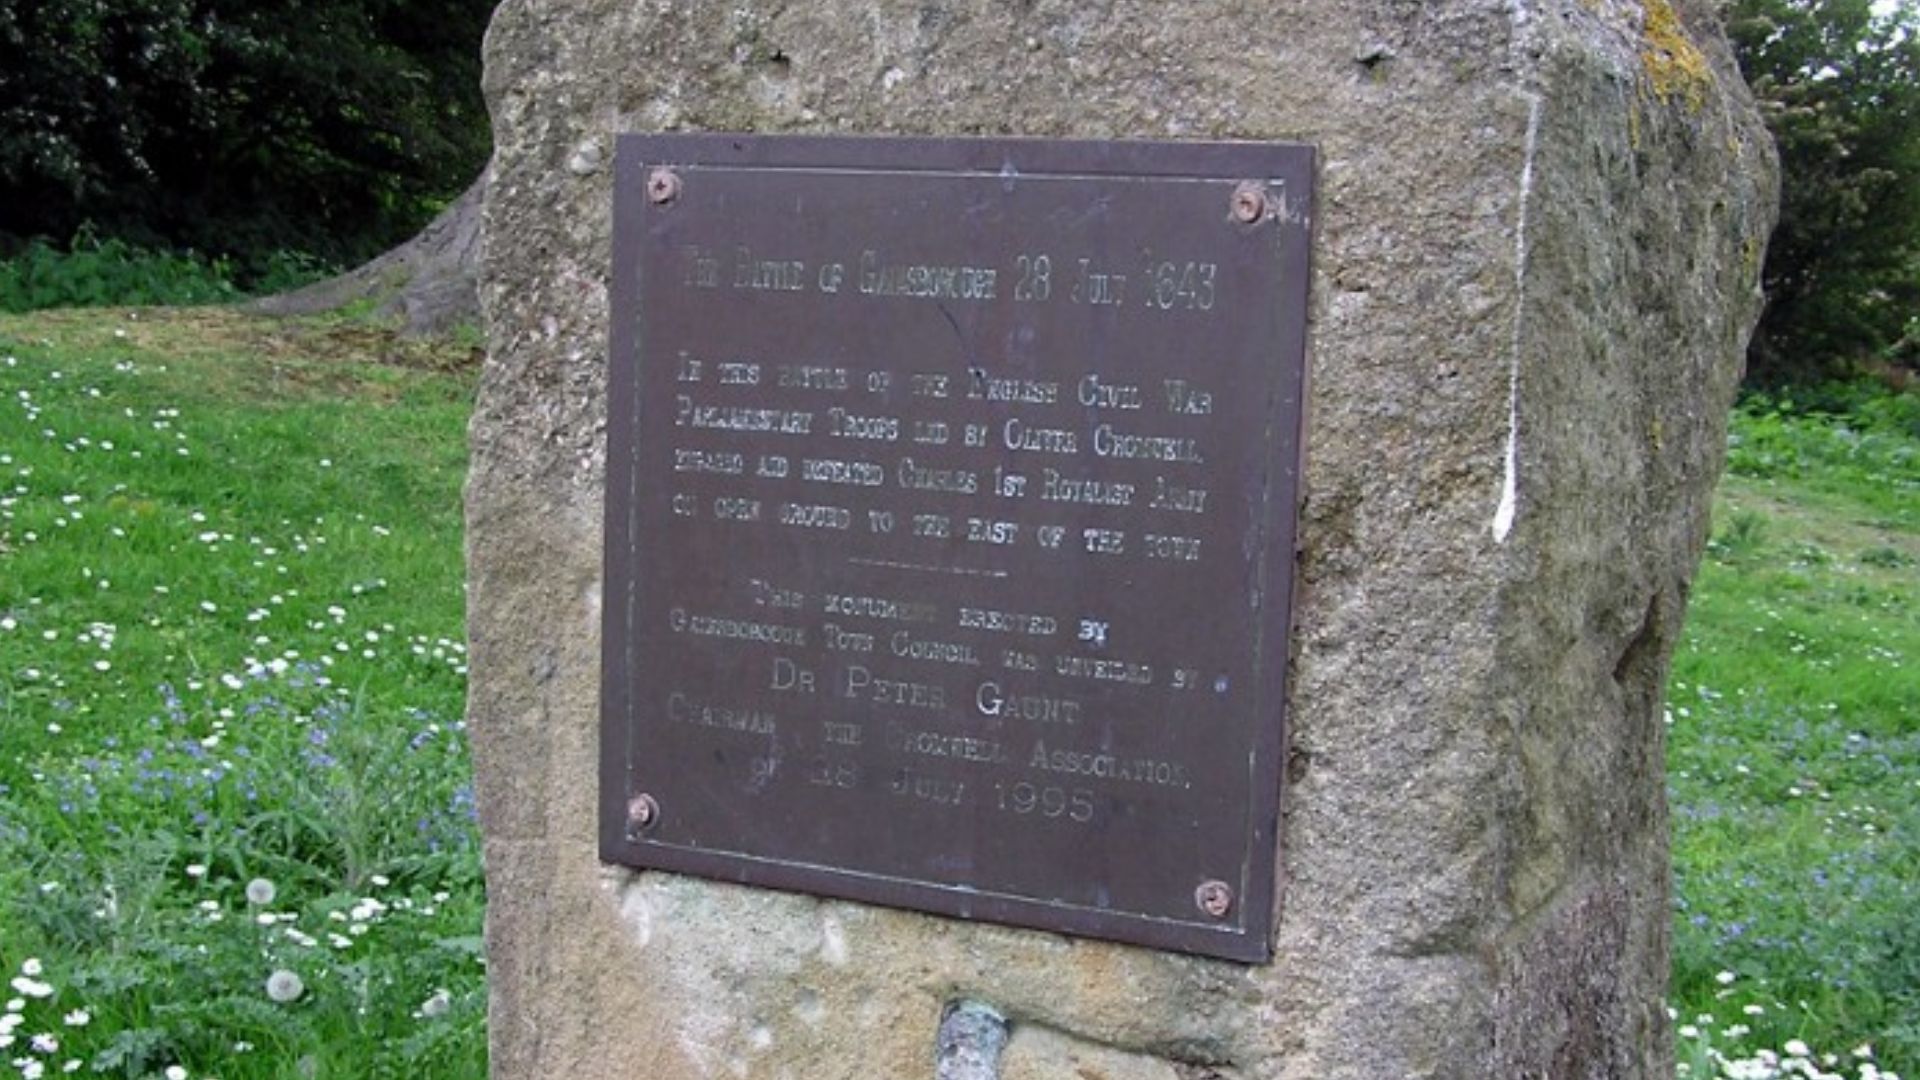 The Battle of Gainsborough 28 July 1643
In this battle of the English Civil War
Parliamentary Troops led by Oliver Cromwell,
engaged and defeated Charles 1st Royalist Army
on open ground to the east of the town
This monument erected by
Gainsborough Town Council, was unveiled by
Dr Peter Gaunt
Chairman the Cromwell Association,
28 July 1995